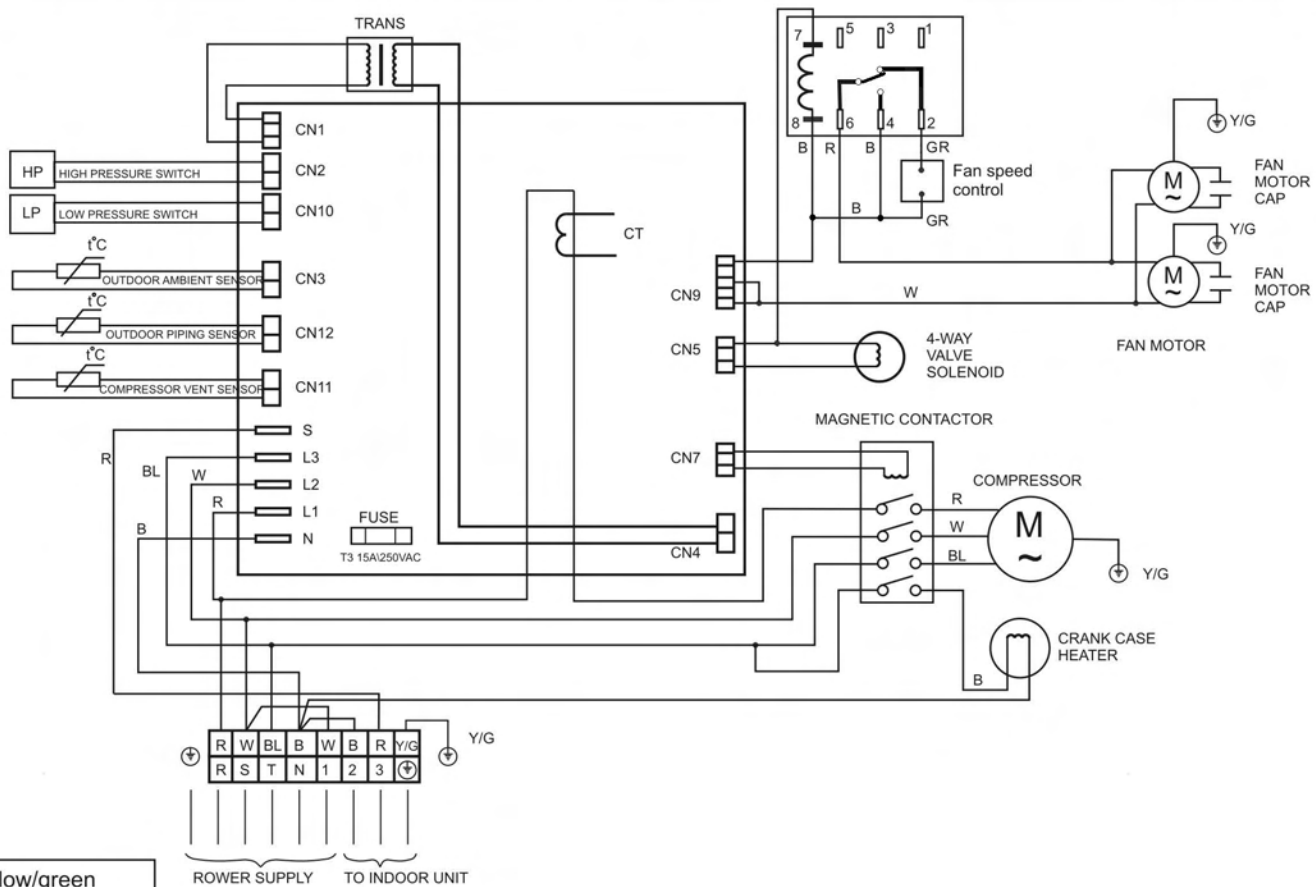 TRANS
CN1
HP
HIGH PRESSURE SWITCH
CN2
LP
LOW PRESSURE SWITCH
CN10
t°C
OUTDOOR AMBIENT SENSOR
CN3
t°C
OUTDOOR PIPING SENSOR
CN12
t°C
COMPRESSOR VENT SENSOR
CN11
S
L3
L2
L1
N
R
BL
W
R
B
FUSE
T3 15A\250VAC
CT
CN9
CN5
CN7
CN4
7
5
3
1
8
6
4
2
B
R
B
GR
Fan speed
control
B
GR
W
Y/G
M
~
FAN
MOTOR
CAP
Y/G
M
~
FAN
MOTOR
CAP
FAN MOTOR
4-WAY
VALVE
SOLENOID
MAGNETIC CONTACTOR
COMPRESSOR
R
W
BL
M
~
Y/G
CRANK CASE
HEATER
B
R W BL B W B R Y/G
R S T N 1 2 3
Y/G
ROWER SUPPLY
TO INDOOR UNIT
low/green